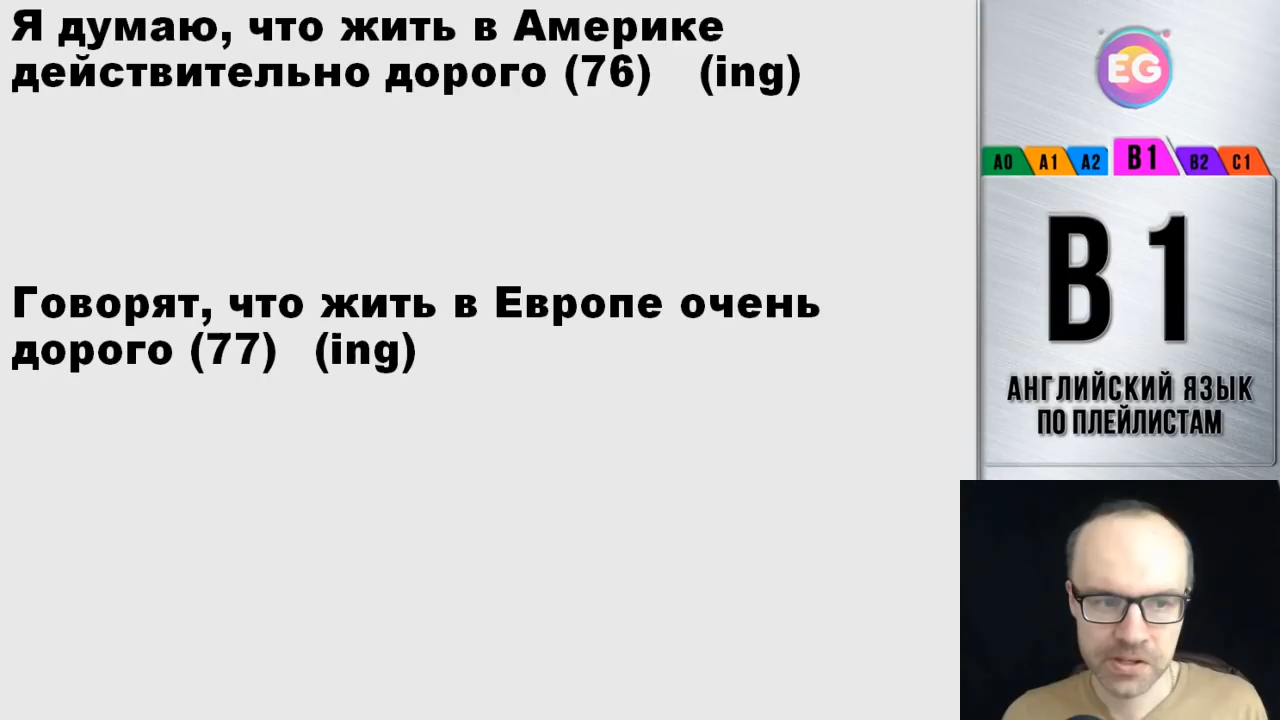 Я думаю, что жить в Америке
действительно дорого (76) (ing)
Говорят, что жить в Европе очень
дорого (77) (ing)
EG
A0 A1 A2 B1 B2 C1
B1
АНГЛИЙСКИЙ ЯЗЫК
ПО ПЛЕЙЛИСТАМ